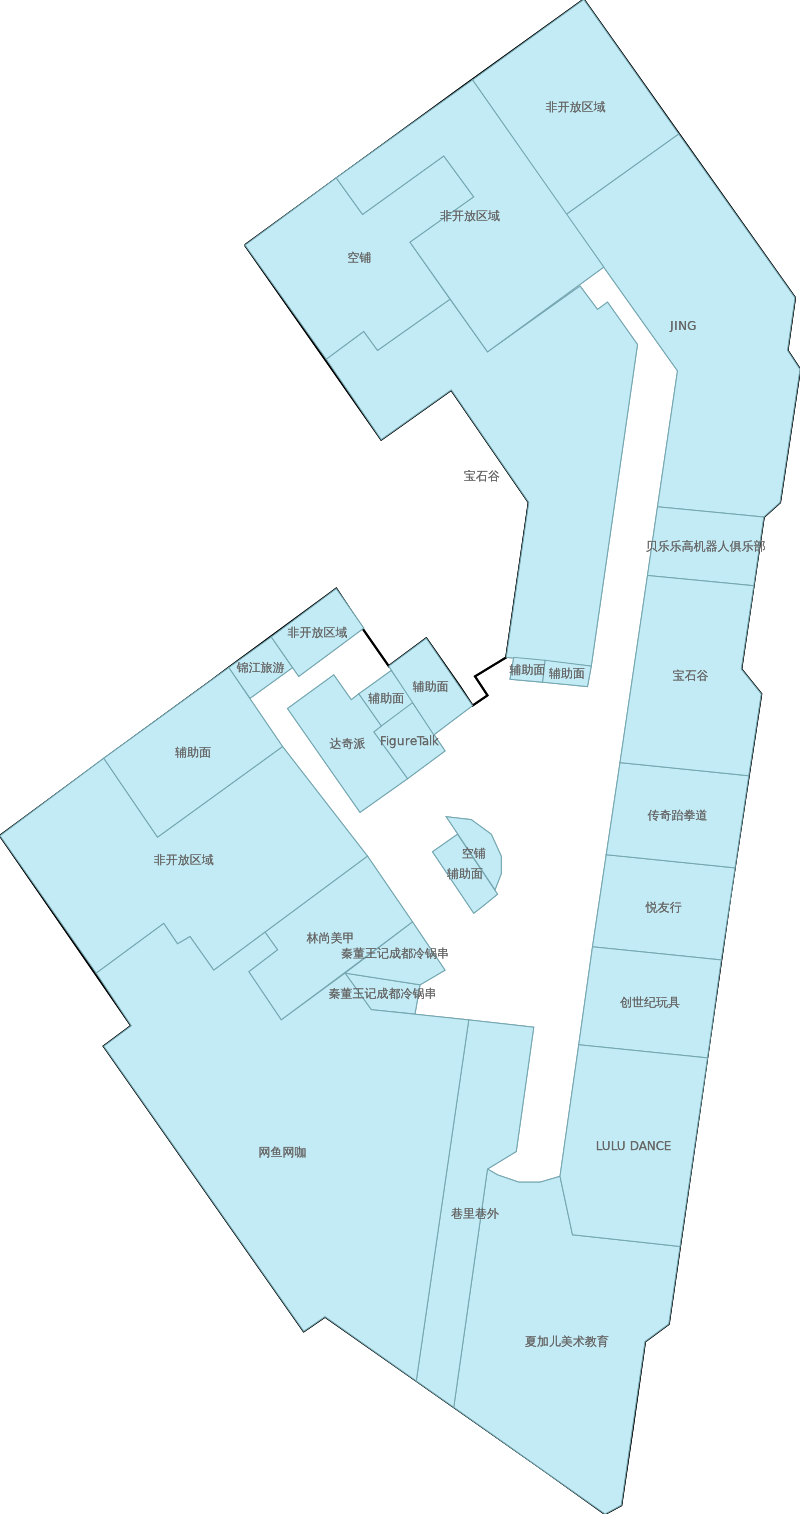 非开放区域
非开放区域
空铺
JING
宝石谷
贝乐乐高机器人俱乐部
非开放区域
锦江旅游
辅助面
辅助面
宝石谷
辅助面
辅助面
FigureTalk
达奇派
辅助面
传奇跆拳道
空铺
非开放区域
辅助面
悦友行
林尚美甲
秦董王记成都冷锅串
秦董王记成都冷锅串
创世纪玩具
LULU DANCE
网鱼网咖
巷里巷外
夏加儿美术教育